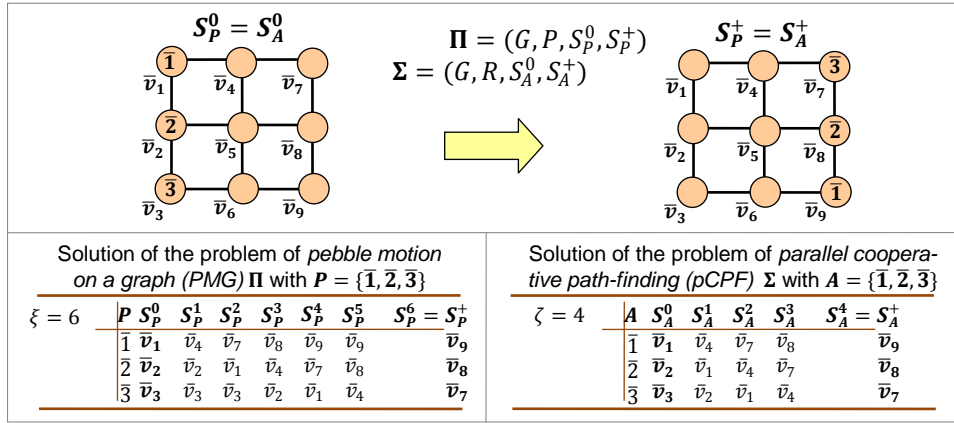 S_P^0 = S_A^0
Π = (G, P, S_P^0, S_P^+)
Σ = (G, R, S_A^0, S_A^+)
S_P^+ = S_A^+
1̅
v̅₁ v̅₄ v̅₇
2̅
v̅₂ v̅₅ v̅₈
3̅
v̅₃ v̅₆ v̅₉
3̅
v̅₁ v̅₄ v̅₇
2̅
v̅₂ v̅₅ v̅₈
1̅
v̅₃ v̅₆ v̅₉
Solution of the problem of pebble motion
on a graph (PMG) Π with P = {1̅, 2̅, 3̅}
ξ = 6 P S_P^0 S_P^1 S_P^2 S_P^3 S_P^4 S_P^5 S_P^6 = S_P^+
1̅ v̅₁ v̅₄ v̅₇ v̅₈ v̅₉ v̅₉ v̅₉
2̅ v̅₂ v̅₂ v̅₁ v̅₄ v̅₇ v̅₈ v̅₈
3̅ v̅₃ v̅₃ v̅₃ v̅₂ v̅₁ v̅₄ v̅₇
Solution of the problem of parallel coopera-
tive path-finding (pCPF) Σ with A = {1̅, 2̅, 3̅}
ζ = 4 A S_A^0 S_A^1 S_A^2 S_A^3 S_A^4 = S_A^+
1̅ v̅₁ v̅₄ v̅₇ v̅₈ v̅₉
2̅ v̅₂ v̅₁ v̅₄ v̅₇ v̅₈
3̅ v̅₃ v̅₂ v̅₁ v̅₄ v̅₇